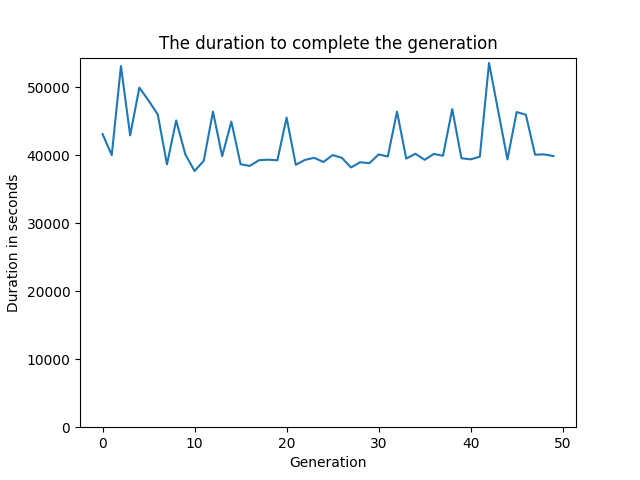 The duration to complete the generation
50000
40000
30000
20000
10000
0
Duration in seconds
0 10 20 30 40 50
Generation